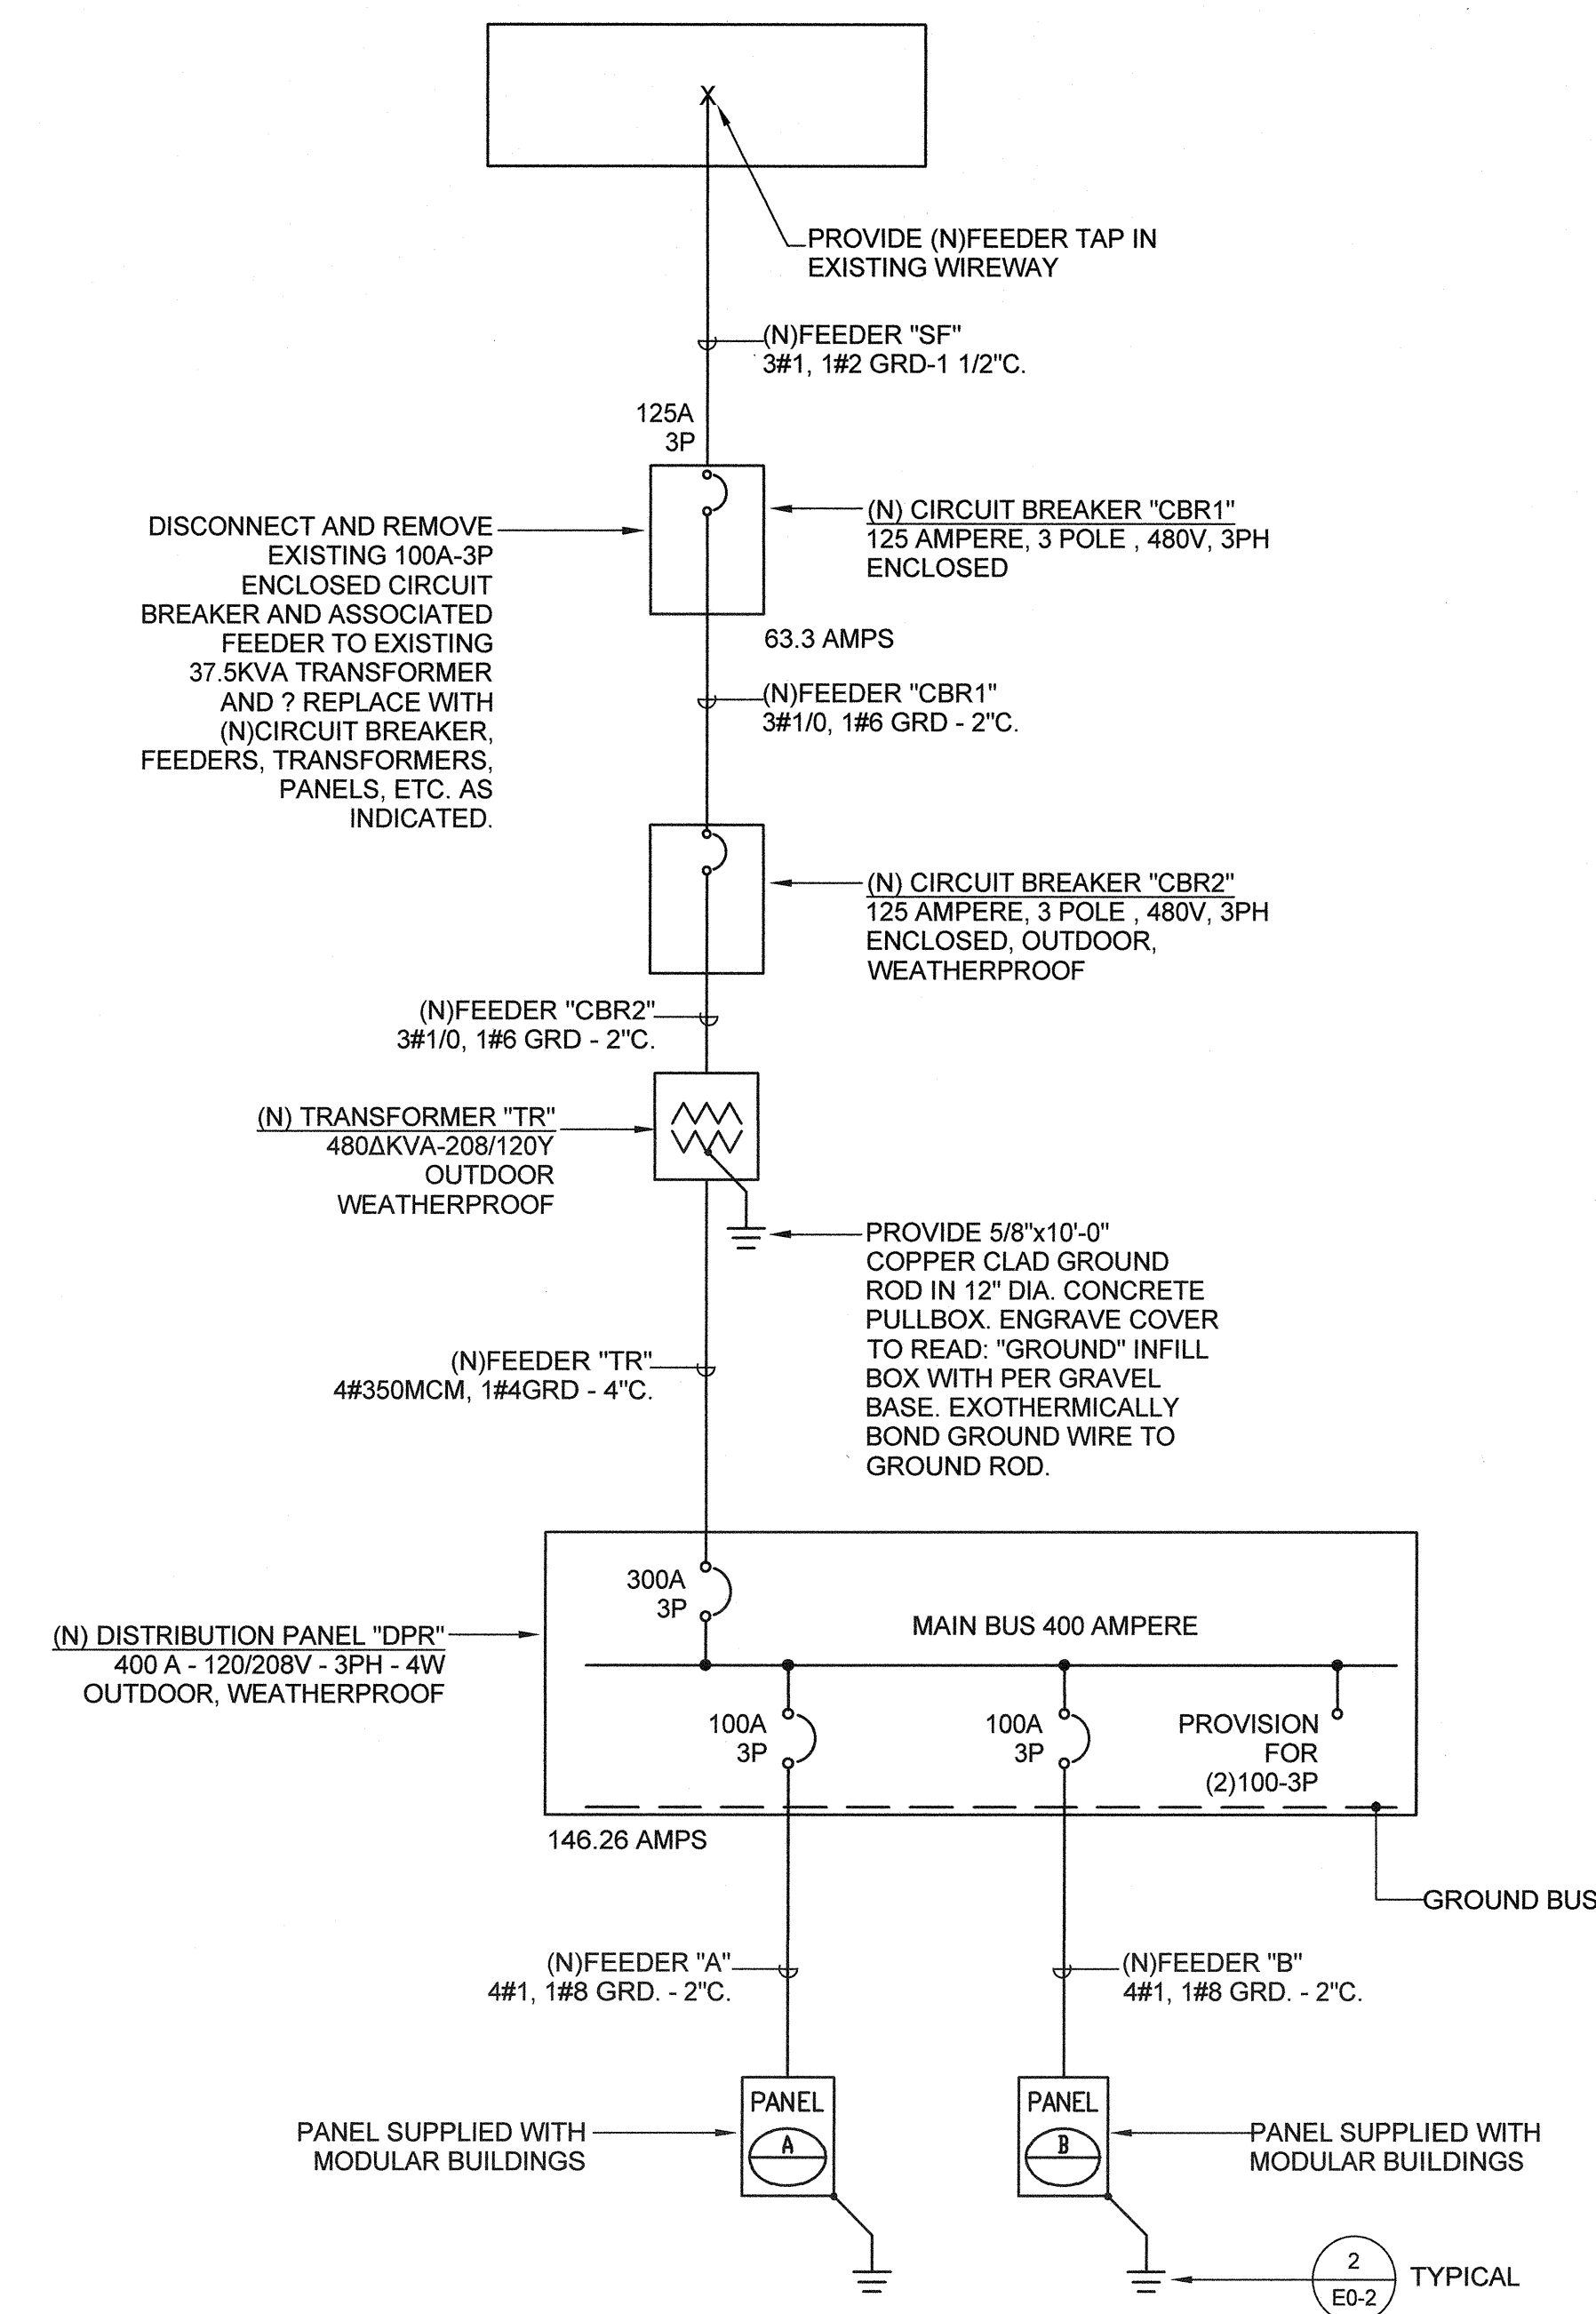 X
PROVIDE (N)FEEDER TAP IN
EXISTING WIREWAY
(N)FEEDER "SF"
3#1, 1#2 GRD-1 1/2"C.
125A
3P
DISCONNECT AND REMOVE
EXISTING 100A-3P
ENCLOSED CIRCUIT
BREAKER AND ASSOCIATED
FEEDER TO EXISTING
37.5KVA TRANSFORMER
AND ? REPLACE WITH
(N)CIRCUIT BREAKER,
FEEDERS, TRANSFORMERS,
PANELS, ETC. AS
INDICATED.
(N) CIRCUIT BREAKER "CBR1"
125 AMPERE, 3 POLE , 480V, 3PH
ENCLOSED
63.3 AMPS
(N)FEEDER "CBR1"
3#1/0, 1#6 GRD - 2"C.
(N) CIRCUIT BREAKER "CBR2"
125 AMPERE, 3 POLE , 480V, 3PH
ENCLOSED, OUTDOOR,
WEATHERPROOF
(N)FEEDER "CBR2"
3#1/0, 1#6 GRD - 2"C.
(N) TRANSFORMER "TR"
480ΔKVA-208/120Y
OUTDOOR
WEATHERPROOF
PROVIDE 5/8"x10'-0"
COPPER CLAD GROUND
ROD IN 12" DIA. CONCRETE
PULLBOX. ENGRAVE COVER
TO READ: "GROUND" INFILL
BOX WITH PER GRAVEL
BASE. EXOTHERMICALLY
BOND GROUND WIRE TO
GROUND ROD.
(N)FEEDER "TR"
4#350MCM, 1#4GRD - 4"C.
300A
3P
MAIN BUS 400 AMPERE
(N) DISTRIBUTION PANEL "DPR"
400 A - 120/208V - 3PH - 4W
OUTDOOR, WEATHERPROOF
100A
3P
100A
3P
PROVISION
FOR
(2)100-3P
146.26 AMPS
GROUND BUS
(N)FEEDER "A"
4#1, 1#8 GRD. - 2"C.
(N)FEEDER "B"
4#1, 1#8 GRD. - 2"C.
PANEL SUPPLIED WITH
MODULAR BUILDINGS
PANEL
A
PANEL
B
PANEL SUPPLIED WITH
MODULAR BUILDINGS
2
E0-2
TYPICAL